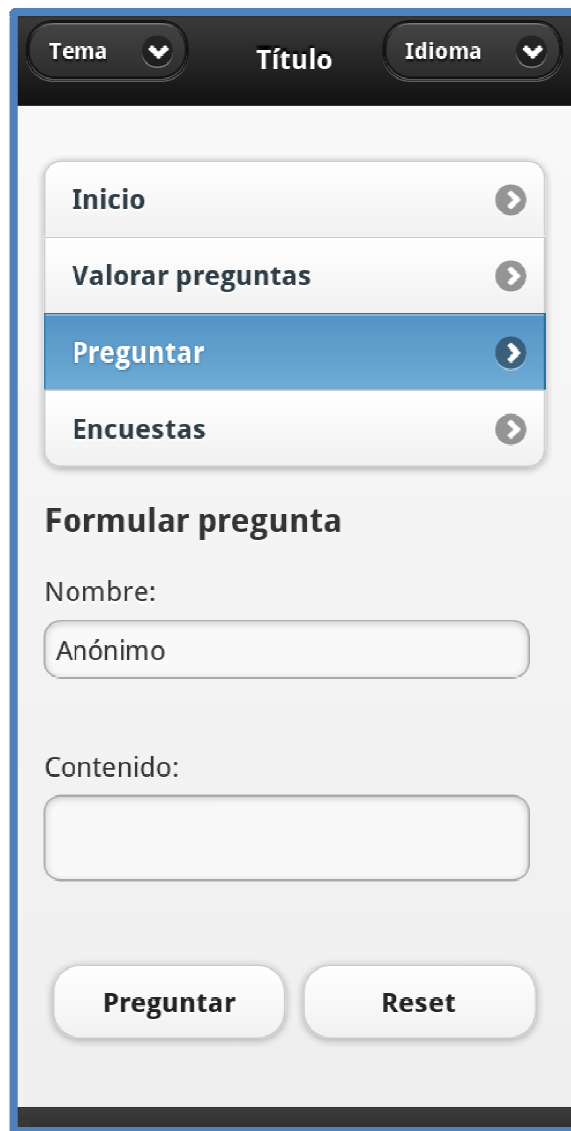 Tema Título Idioma
Inicio
Valorar preguntas
Preguntar
Encuestas
Formular pregunta
Nombre:
Anónimo
Contenido:
Preguntar Reset